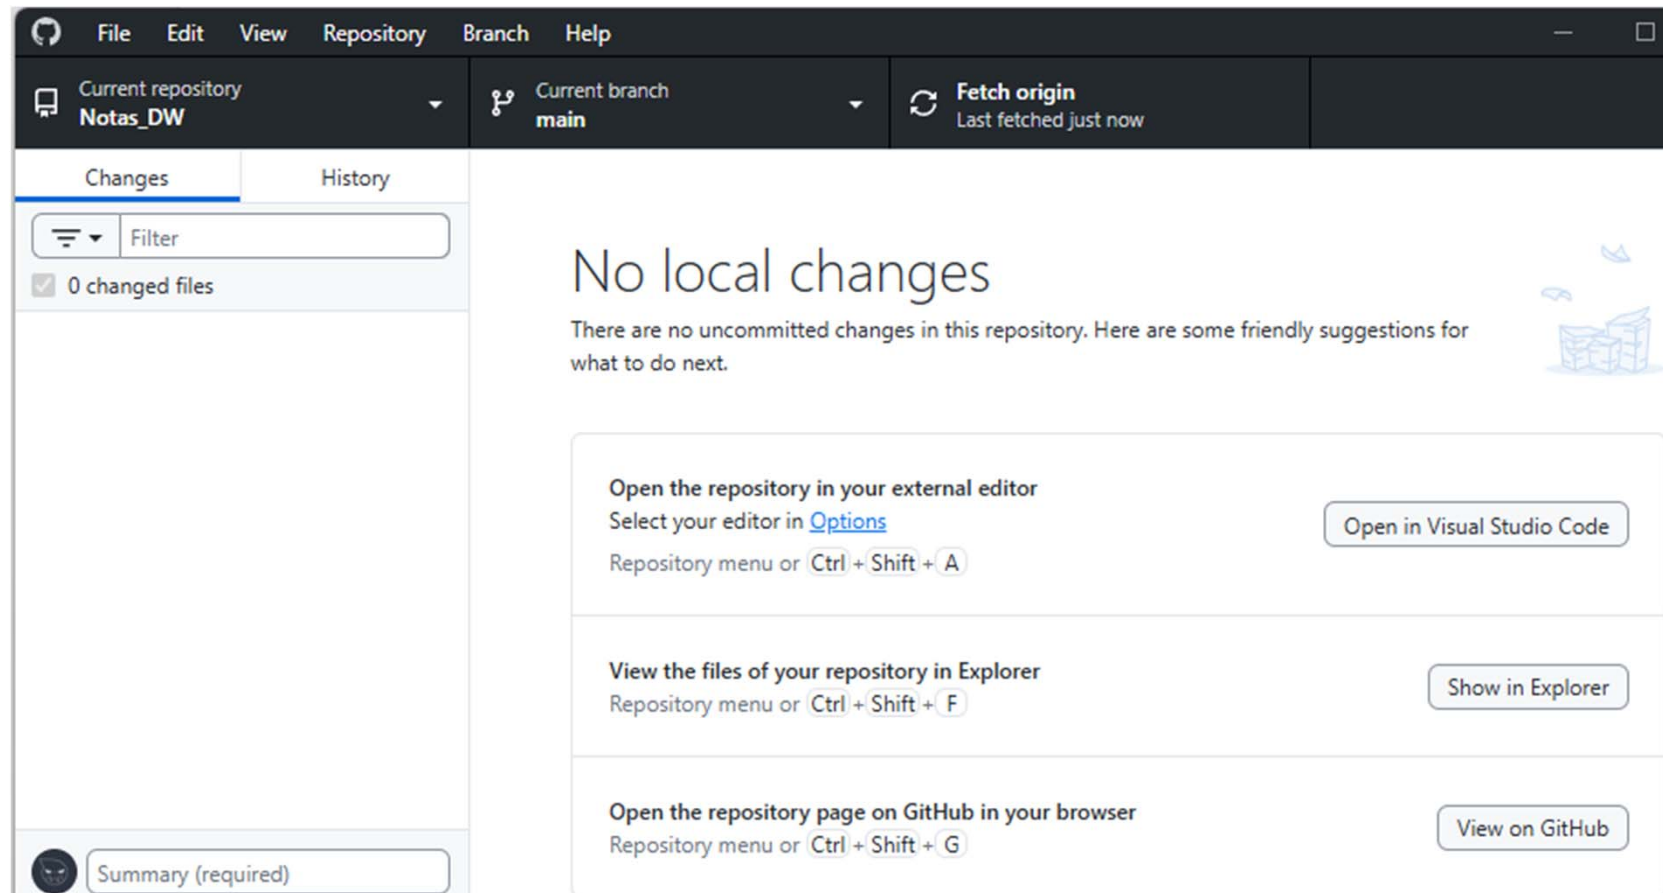 File Edit View Repository Branch Help
Current repository
Notas_DW
Current branch
main
Fetch origin
Last fetched just now
Changes
History
Filter
0 changed files
No local changes
There are no uncommitted changes in this repository. Here are some friendly suggestions for
what to do next.
Open the repository in your external editor
Select your editor in Options
Repository menu or Ctrl + Shift + A
Open in Visual Studio Code
View the files of your repository in Explorer
Repository menu or Ctrl + Shift + F
Show in Explorer
Open the repository page on GitHub in your browser
Repository menu or Ctrl + Shift + G
View on GitHub
Summary (required)